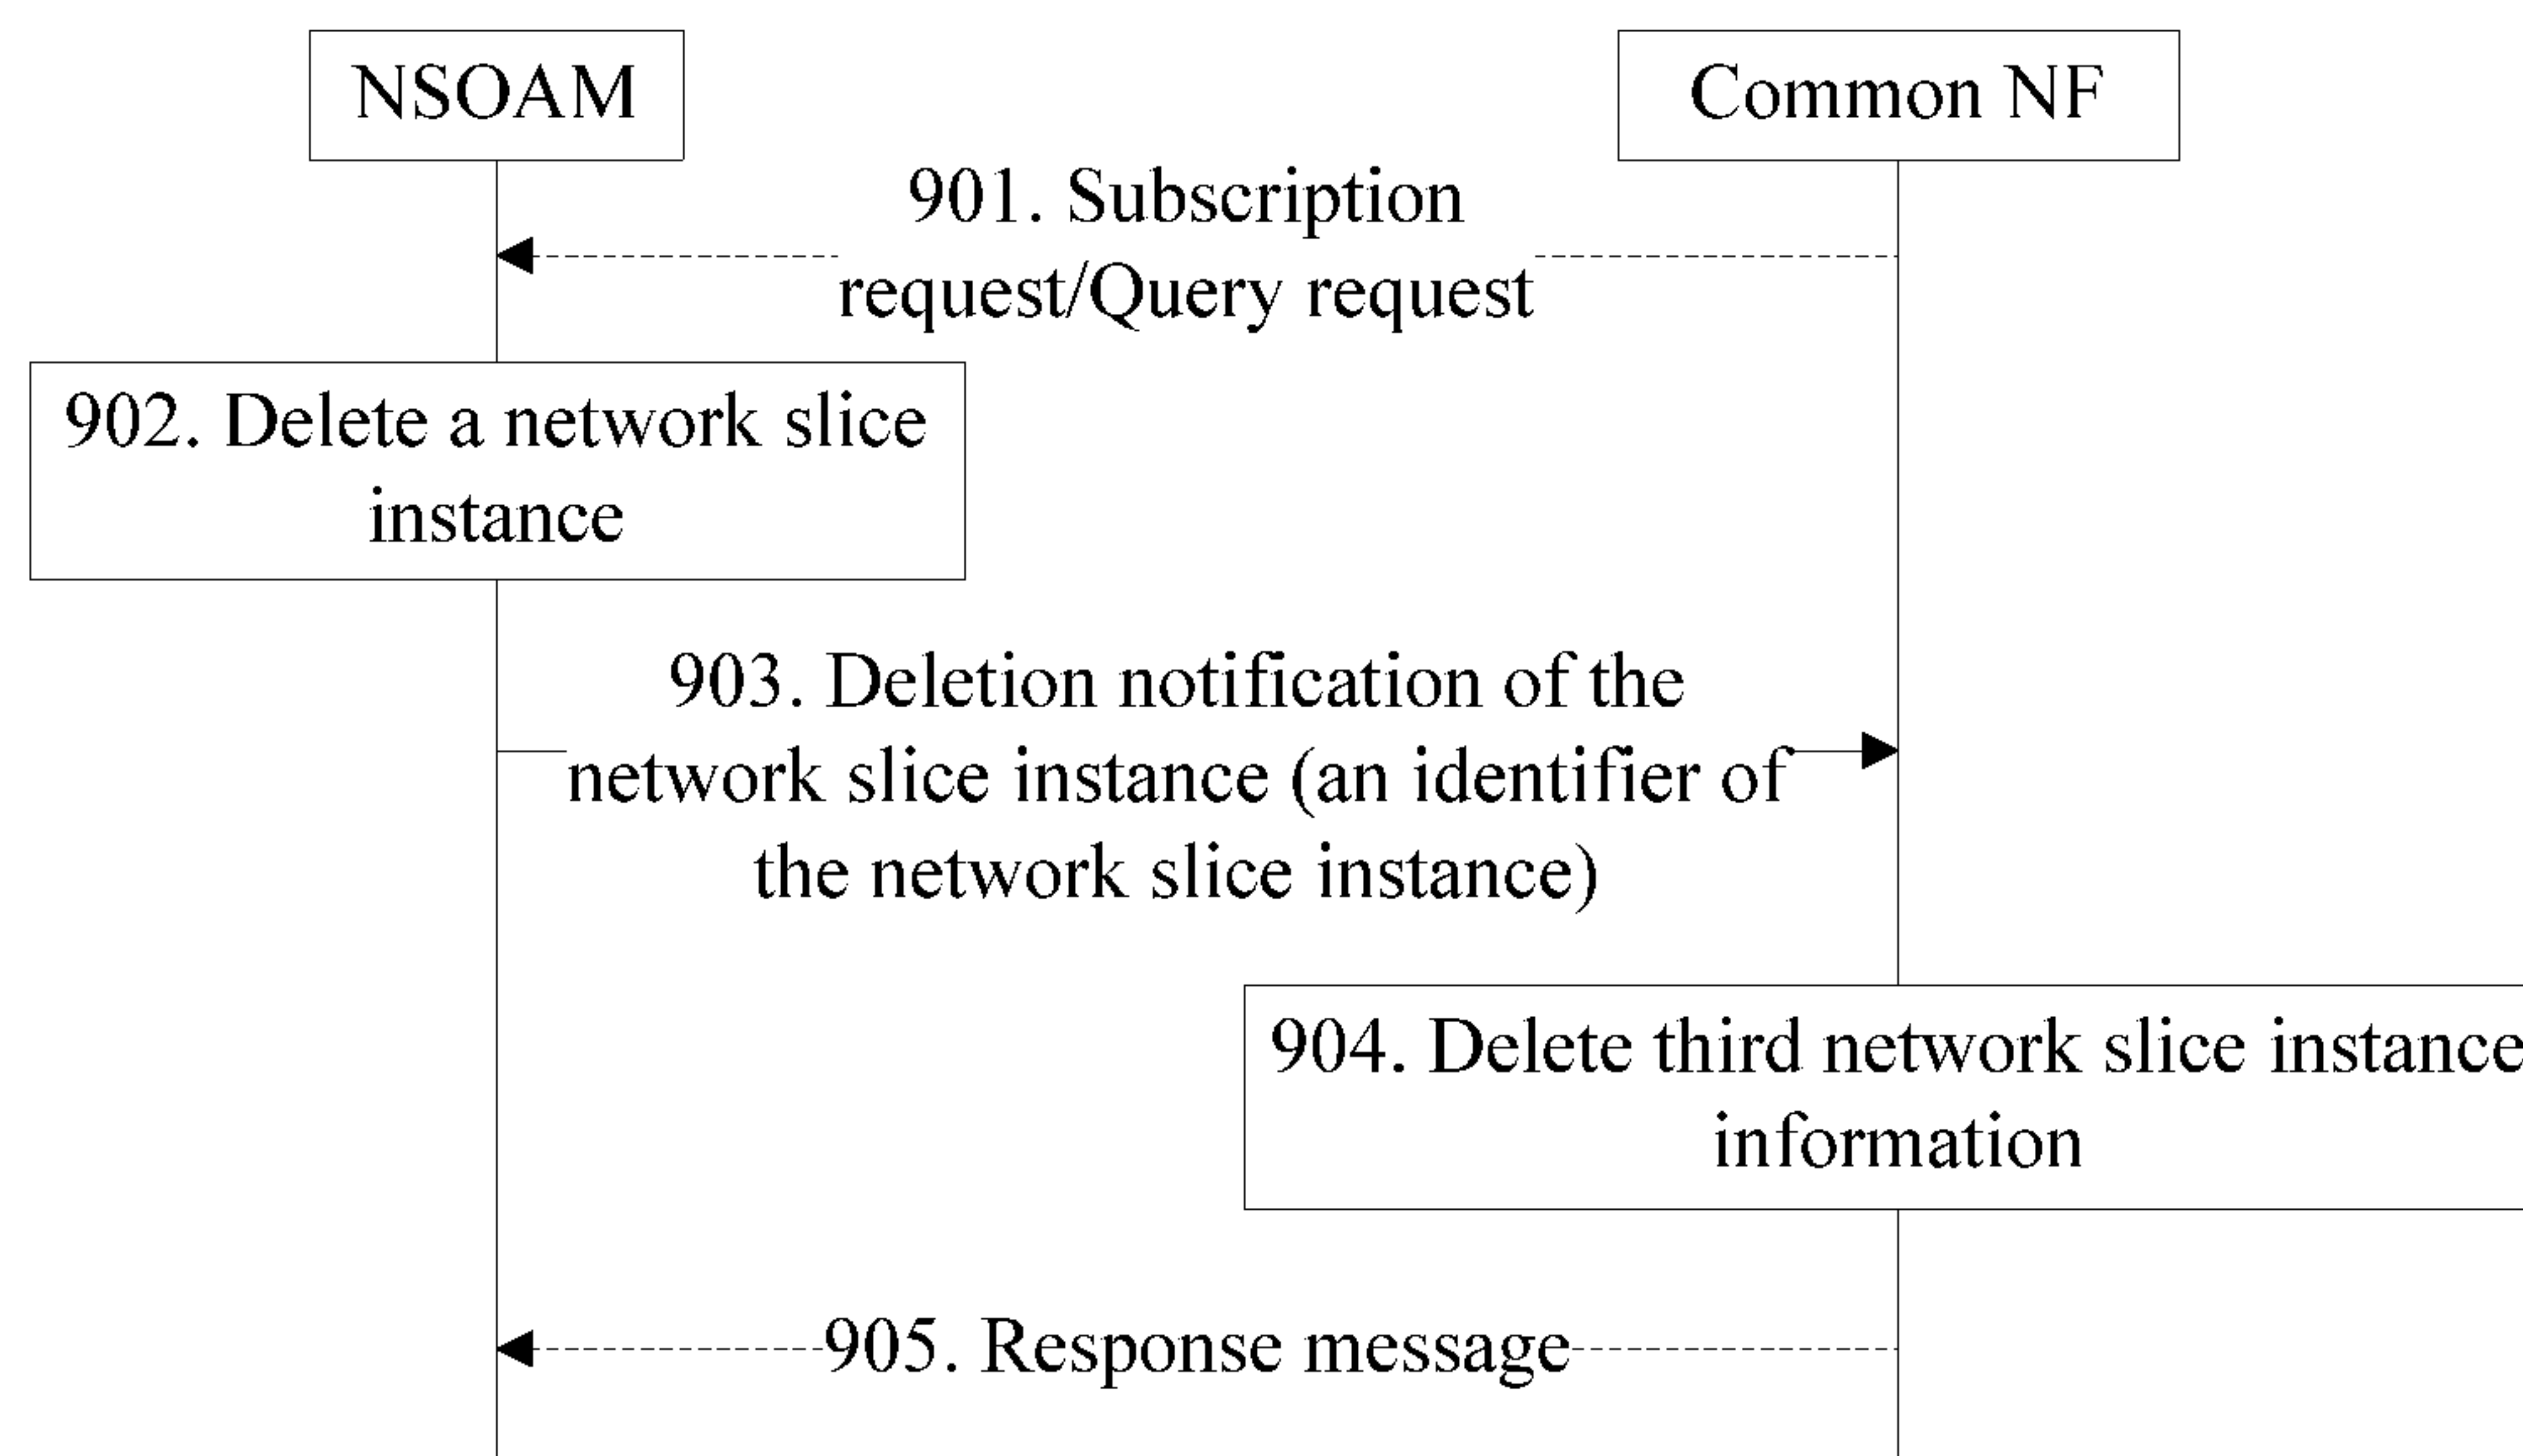 NSOAM
Common NF
901. Subscription
request/Query request
902. Delete a network slice
instance
903. Deletion notification of the
network slice instance (an identifier of
the network slice instance)
904. Delete third network slice instance
information
905. Response message